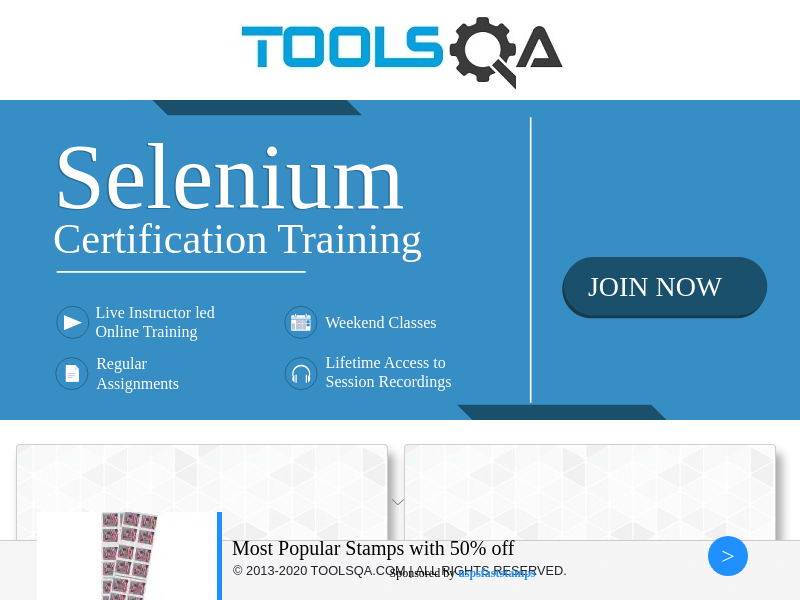 TOOLSQA
Selenium
Certification Training
JOIN NOW
Live Instructor led
Online Training
Weekend Classes
Regular
Assignments
Lifetime Access to
Session Recordings
Most Popular Stamps with 50% off
>
© 2013-2020 TOOLSQA.COM | ALL RIGHTS RESERVED.
Sponsored by uspsfaststamps